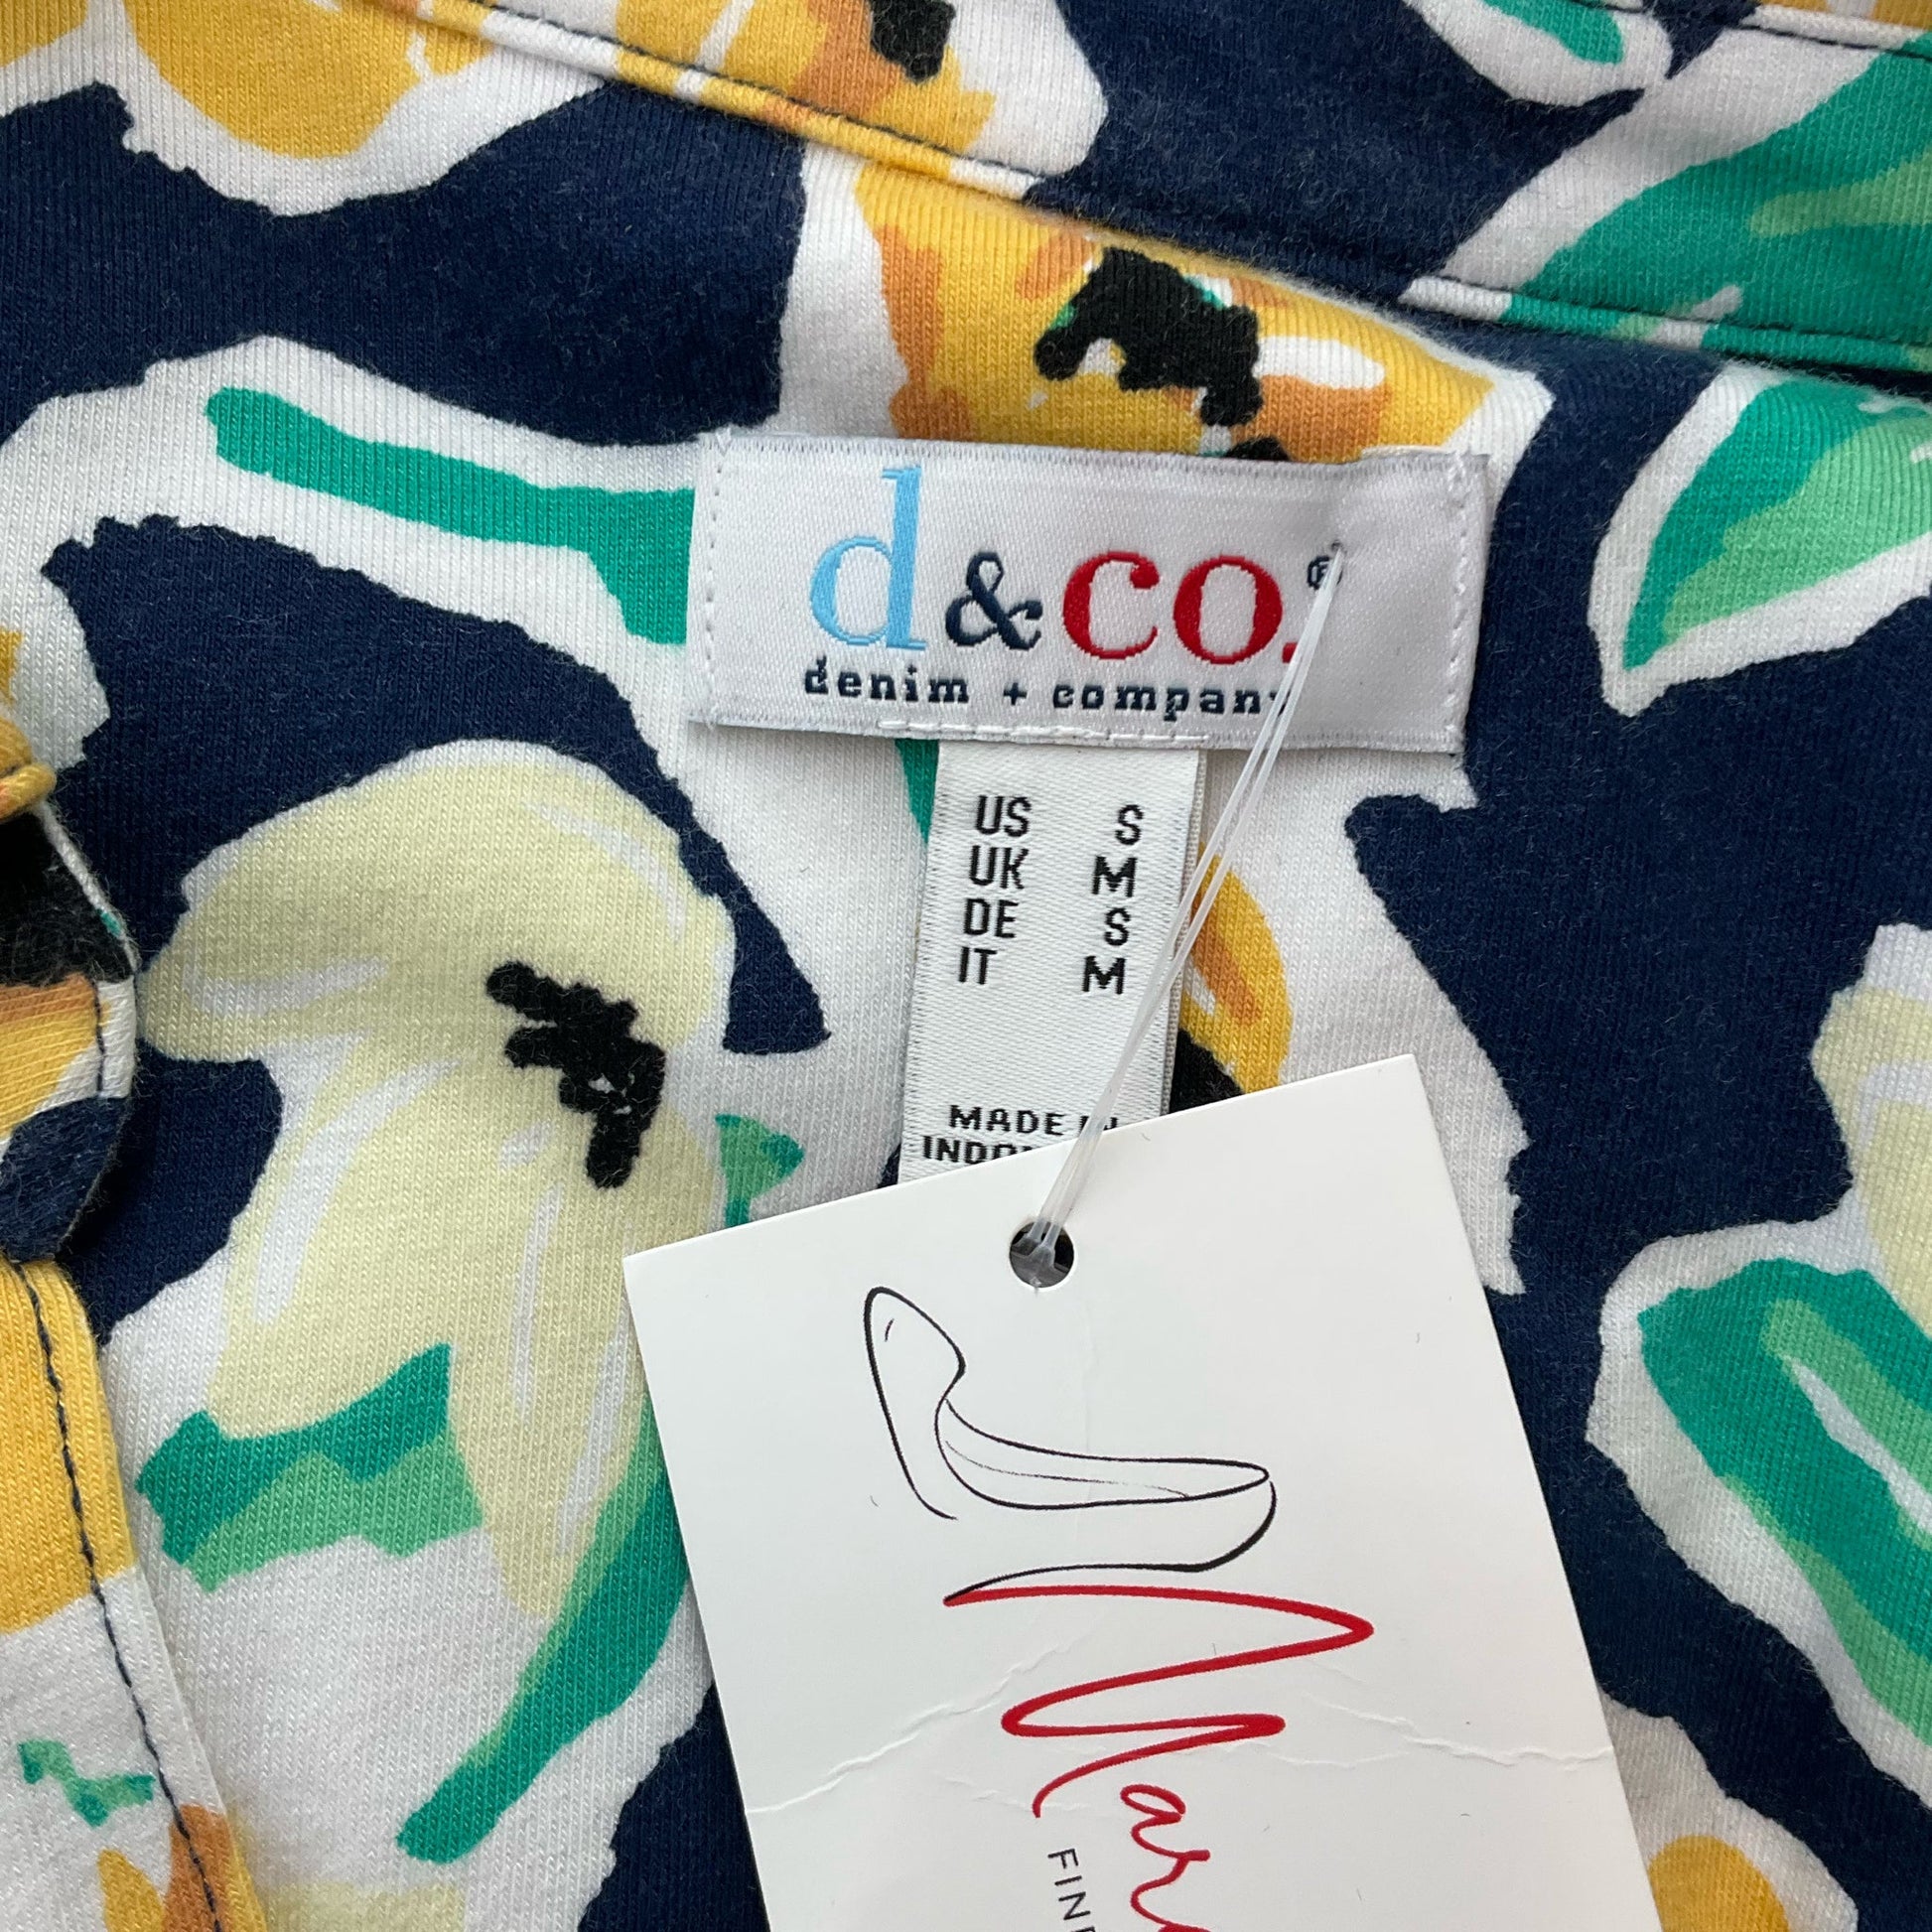 d&co.®
denim + company
US S
UK M
DE S
IT M
MADE IN